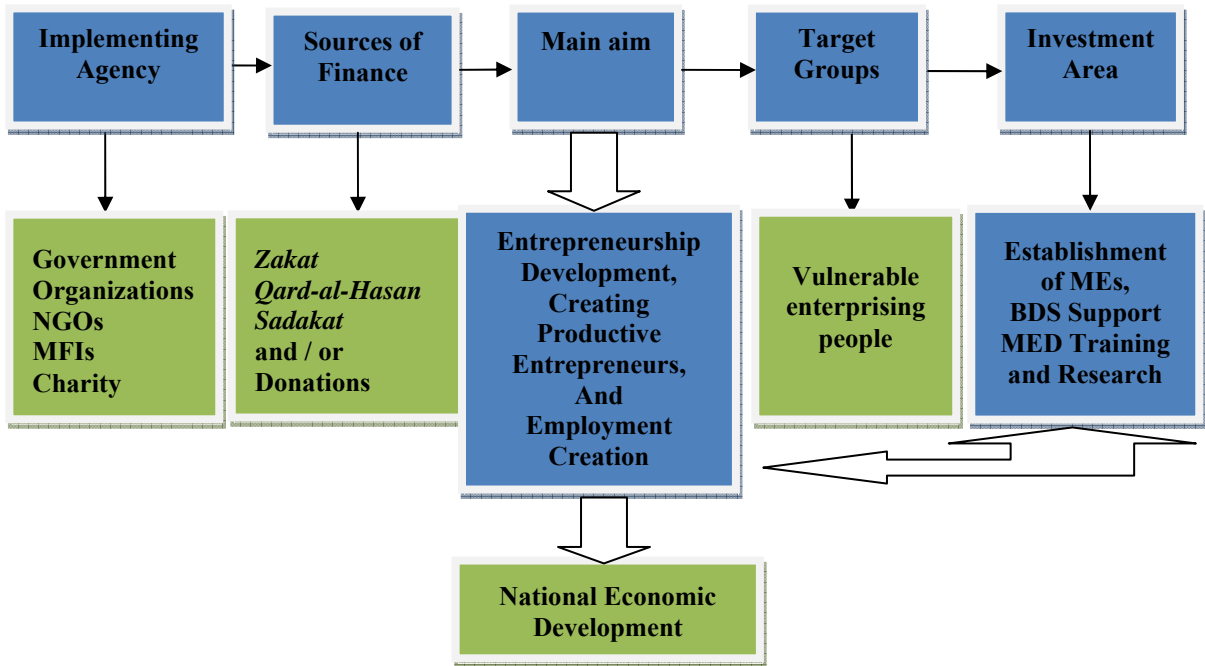 Implementing
Agency
Sources of
Finance
Main aim
Target
Groups
Investment
Area
Government
Organizations
NGOs
MFIs
Charity
Zakat
Qard-al-Hasan
Sadakat
and / or
Donations
Entrepreneurship
Development,
Creating
Productive
Entrepreneurs,
And
Employment
Creation
Vulnerable
enterprising
people
Establishment
of MEs,
BDS Support
MED Training
and Research
National Economic
Development